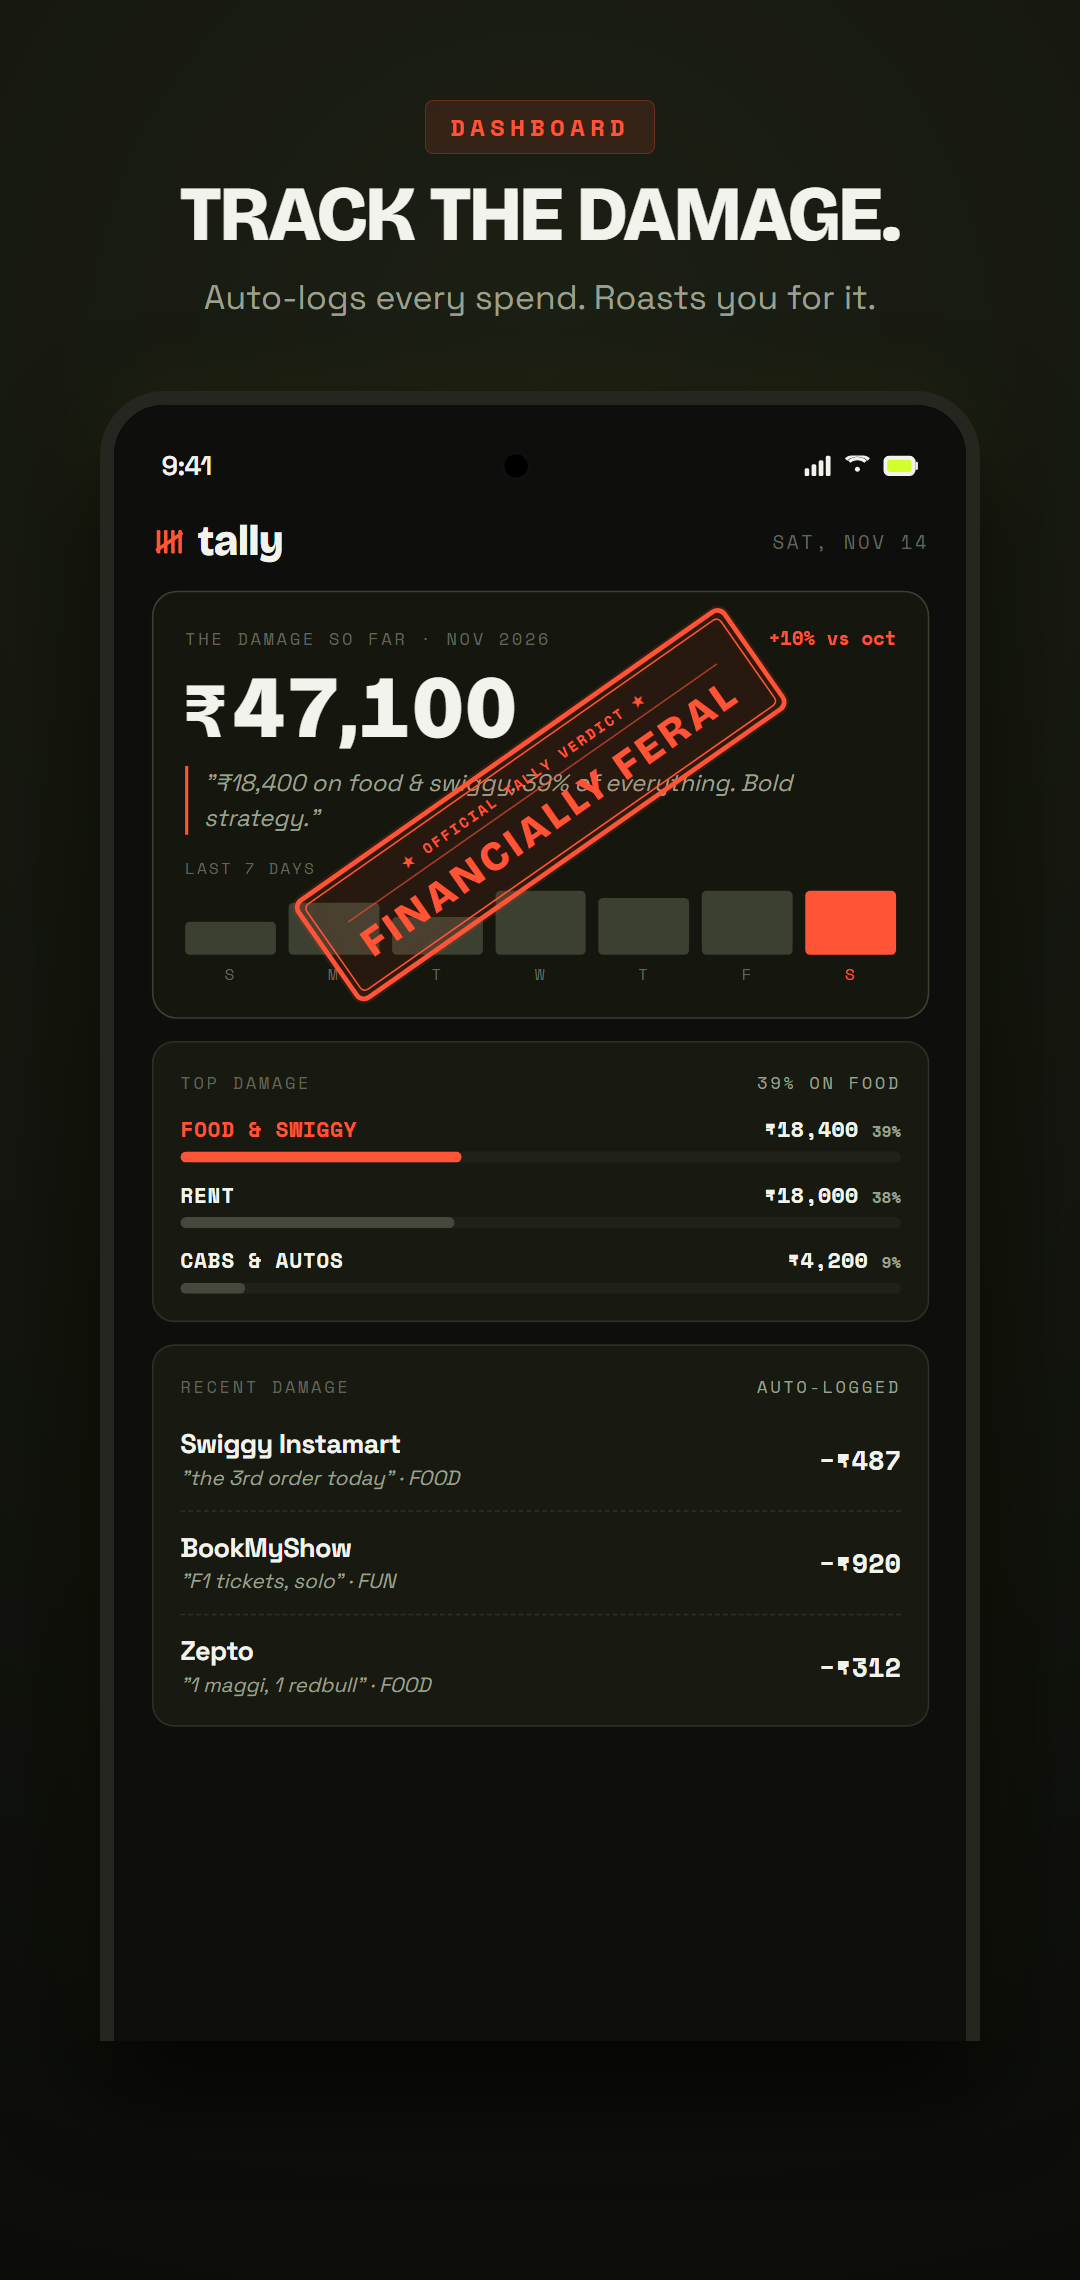 DASHBOARD
TRACK THE DAMAGE.
Auto-logs every spend. Roasts you for it.
9:41
tally
SAT, NOV 14
THE DAMAGE SO FAR · NOV 2026
+10% vs oct
₹47,100
"₹18,400 on food & swiggy. 39% of everything. Bold
strategy."
★ OFFICIAL TALLY VERDICT ★
FINANCIALLY FERAL
LAST 7 DAYS
S M T W T F S
TOP DAMAGE
39% ON FOOD
FOOD & SWIGGY
₹18,400 39%
RENT
₹18,000 38%
CABS & AUTOS
₹4,200 9%
RECENT DAMAGE
AUTO-LOGGED
Swiggy Instamart
"the 3rd order today" · FOOD
−₹487
BookMyShow
"F1 tickets, solo" · FUN
−₹920
Zepto
"1 maggi, 1 redbull" · FOOD
−₹312